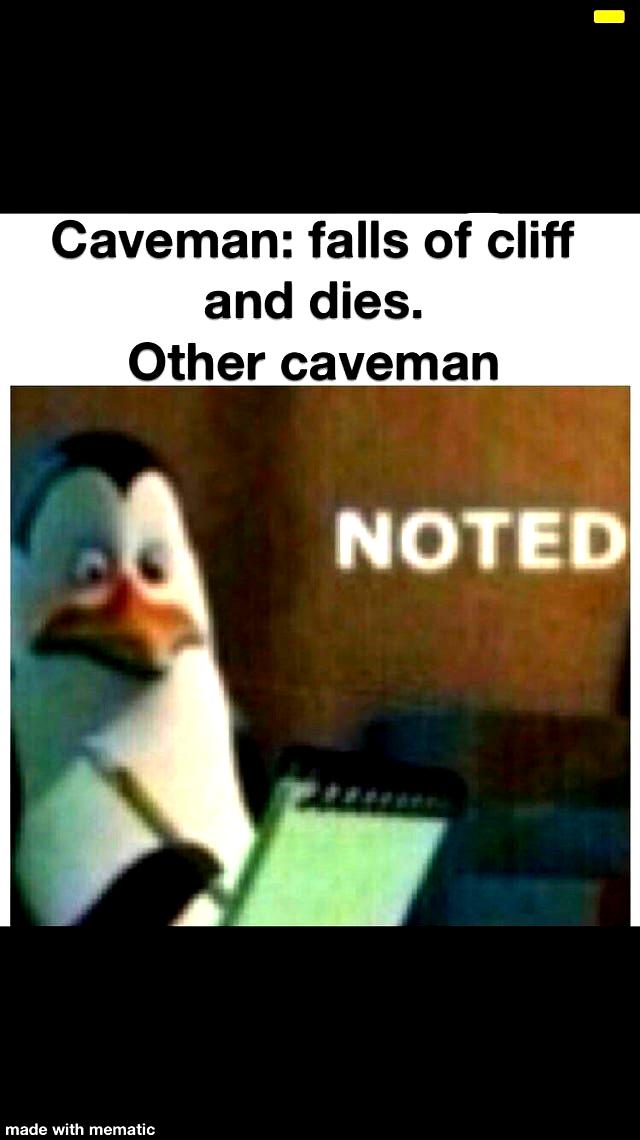 Caveman: falls of cliff
and dies.
Other caveman
NOTED
made with mematic